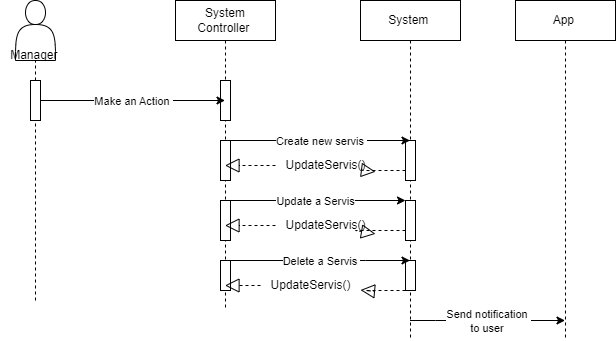 System
Controller
System
App
Manager
Make an Action
Create new servis
UpdateServis()
Update a Servis
UpdateServis()
Delete a Servis
UpdateServis()
Send notification
to user